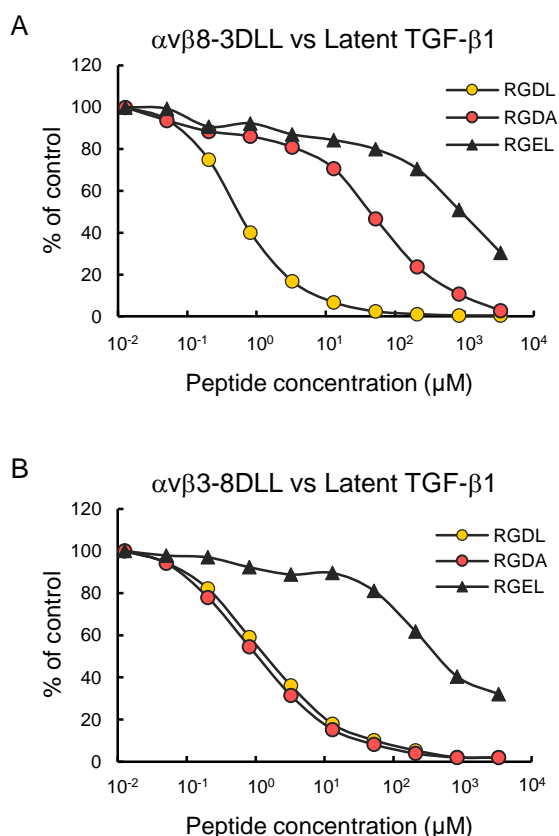 A
αvβ8-3DLL vs Latent TGF-β1
120
100
80
60
40
20
0
% of control
RGDL
RGDA
RGEL
10-2 10-1 100 101 102 103 104
Peptide concentration (µM)
B
αvβ3-8DLL vs Latent TGF-β1
120
100
80
60
40
20
0
% of control
RGDL
RGDA
RGEL
10-2 10-1 100 101 102 103 104
Peptide concentration (µM)